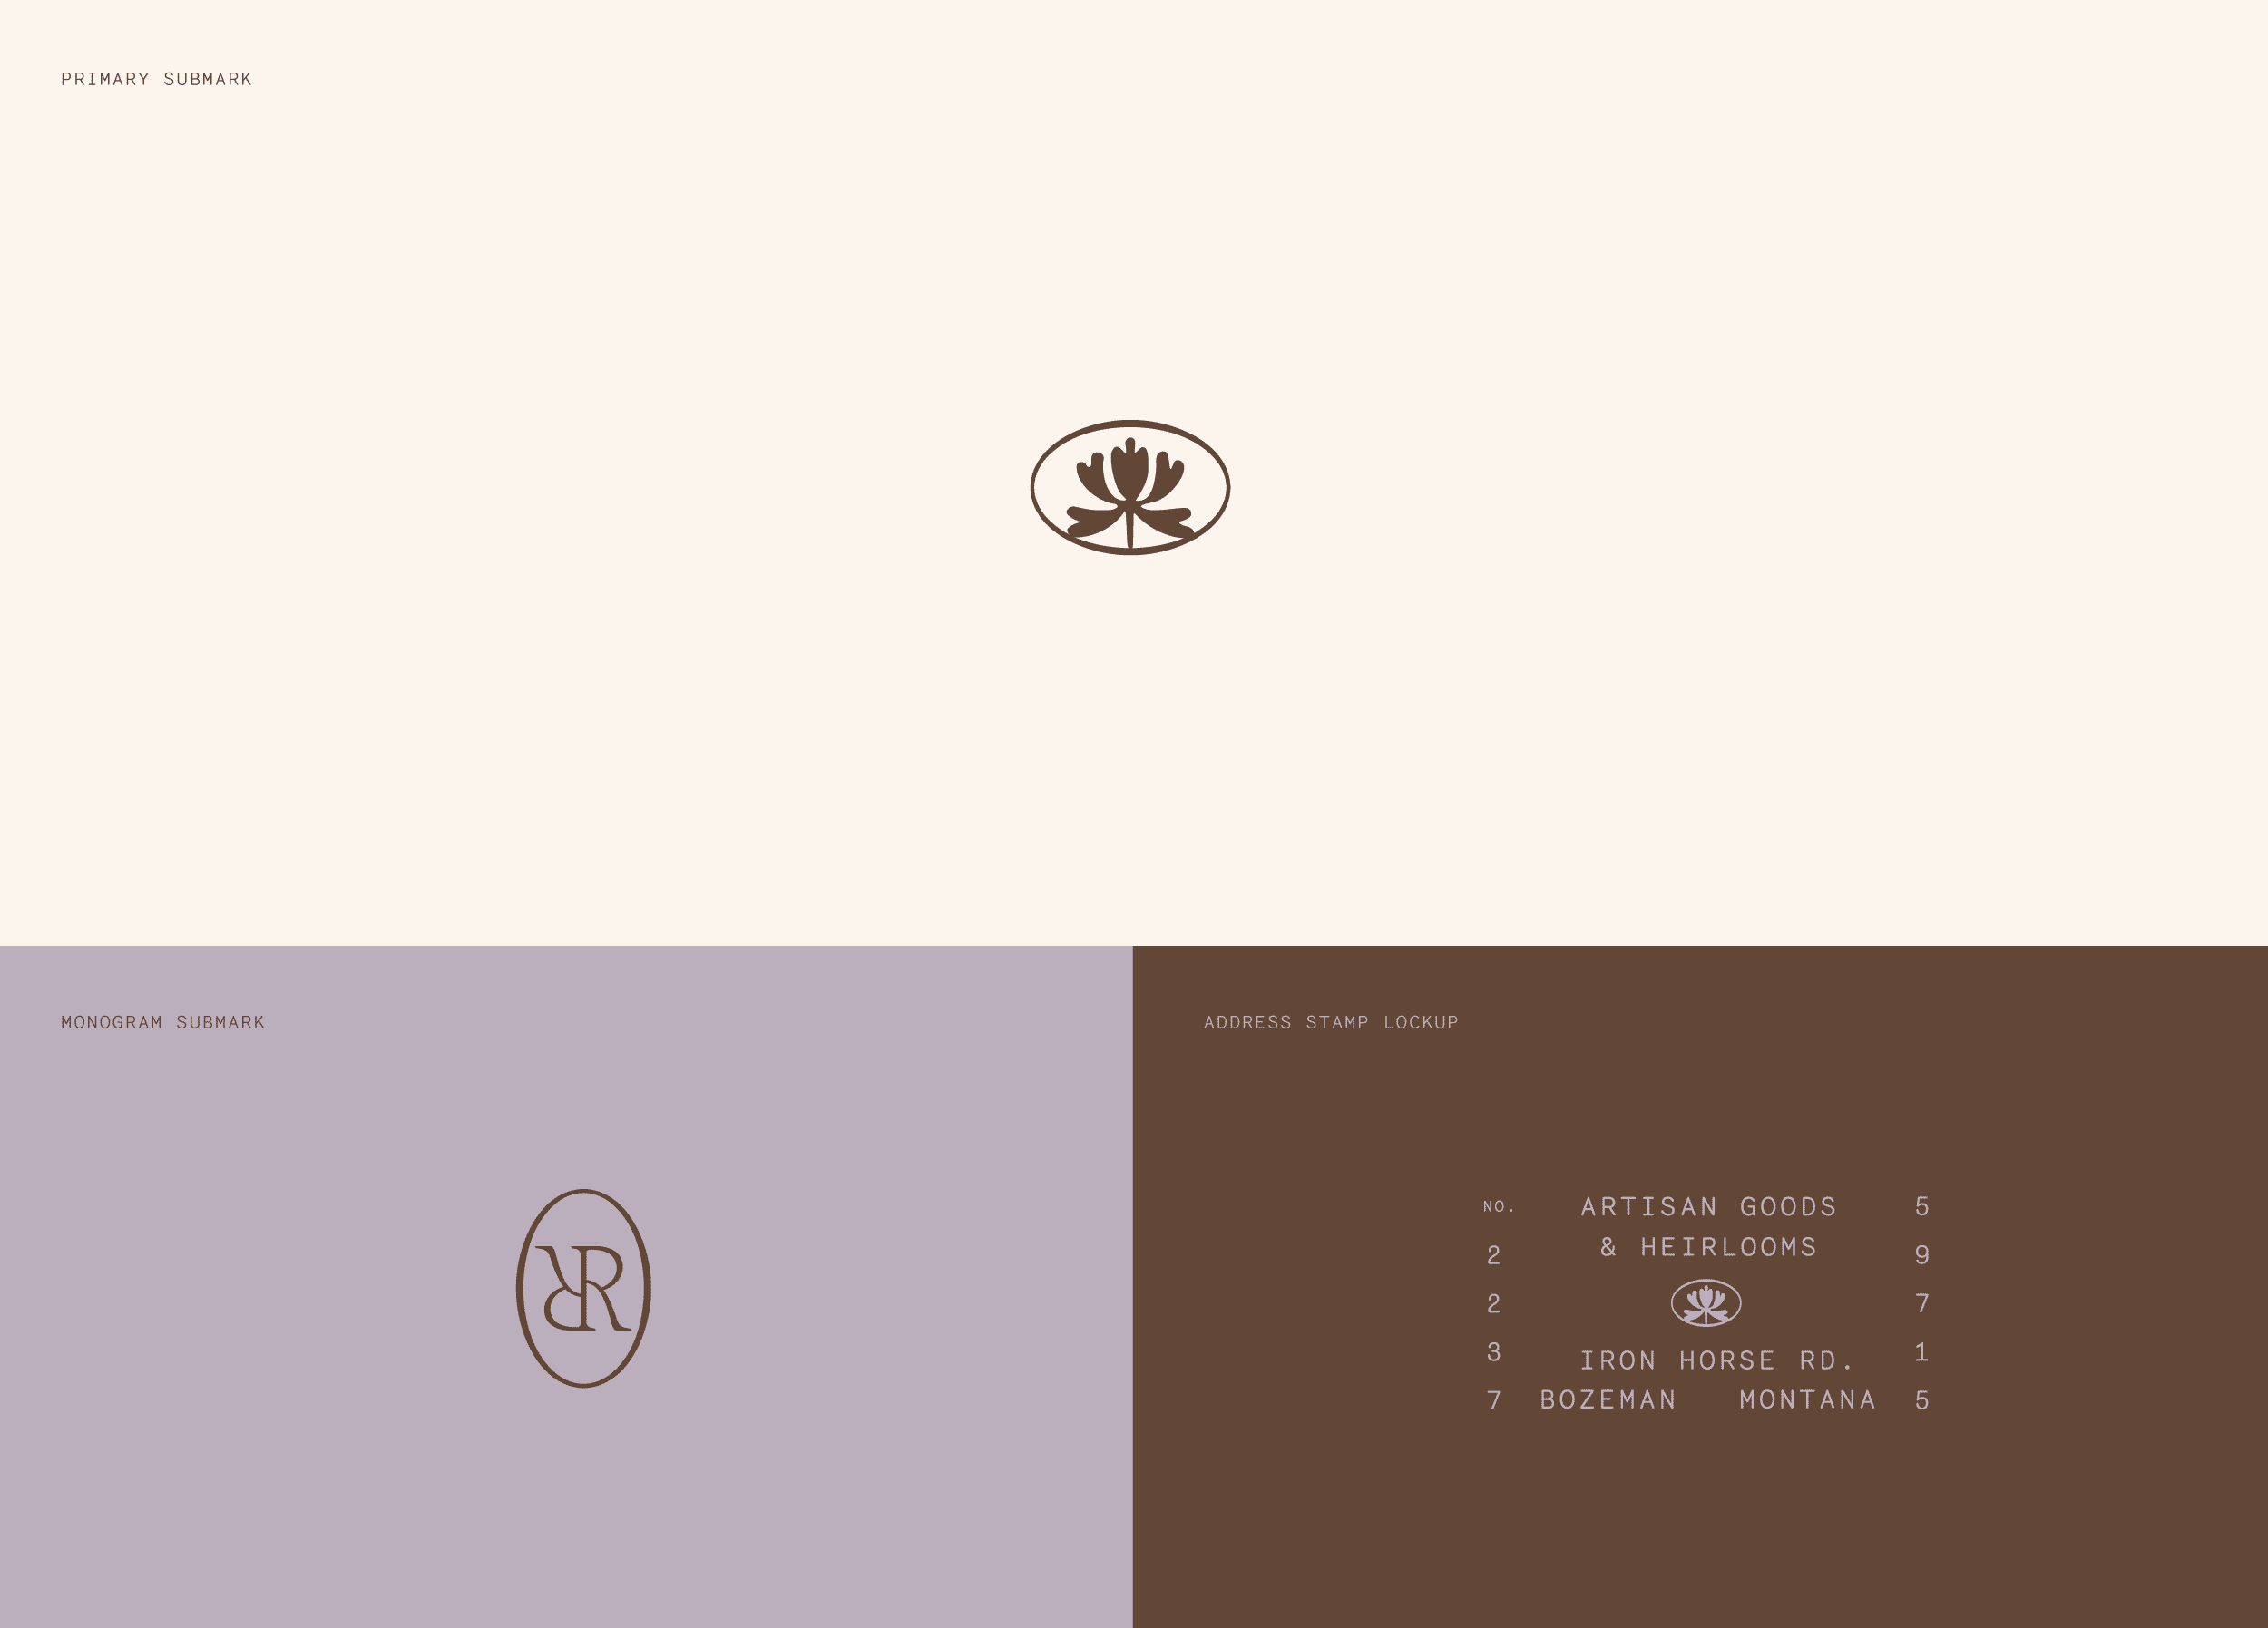 PRIMARY SUBMARK
MONOGRAM SUBMARK
RR
ADDRESS STAMP LOCKUP
NO. ARTISAN GOODS 5
2 & HEIRLOOMS 9
2 7
3 IRON HORSE RD. 1
7 BOZEMAN MONTANA 5